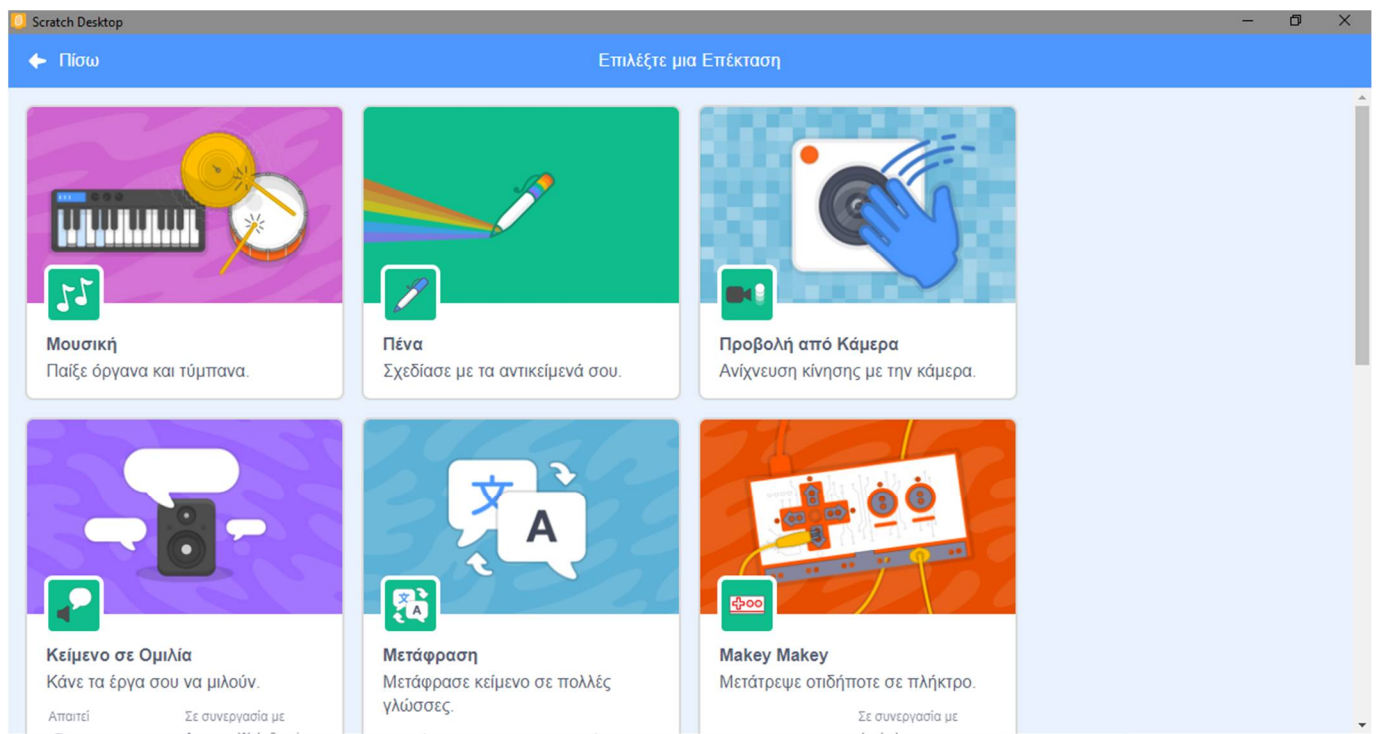 Scratch Desktop
Πίσω
Επιλέξτε μια Επέκταση
Μουσική
Παίξε όργανα και τύμπανα.
Πένα
Σχεδίασε με τα αντικείμενά σου.
Προβολή από Κάμερα
Ανίχνευση κίνησης με την κάμερα.
Κείμενο σε Ομιλία
Κάνε τα έργα σου να μιλούν.
Απαιτεί
Σε συνεργασία με
文
A
文
A
Μετάφραση
Μετάφρασε κείμενο σε πολλές
γλώσσες.
Makey Makey
Μετάτρεψε οτιδήποτε σε πλήκτρο.
Σε συνεργασία με